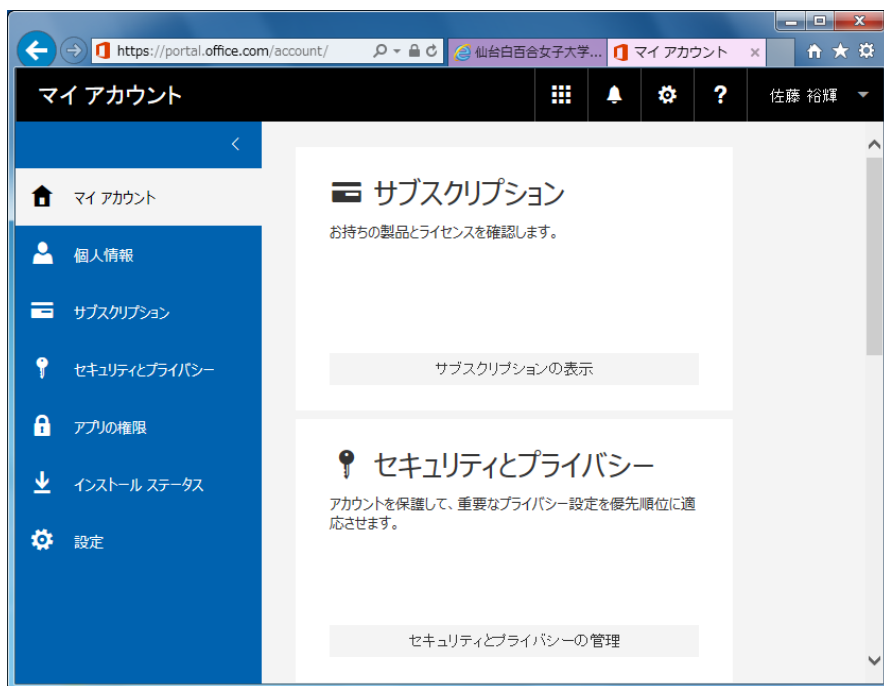 https://portal.office.com/account/
仙台白百合女子大学...
マイ アカウント
マイ アカウント
?
佐藤 裕輝
マイ アカウント
個人情報
サブスクリプション
セキュリティとプライバシー
アプリの権限
インストール ステータス
設定
サブスクリプション
お持ちの製品とライセンスを確認します。
サブスクリプションの表示
セキュリティとプライバシー
アカウントを保護して、重要なプライバシー設定を優先順位に適
応させます。
セキュリティとプライバシーの管理